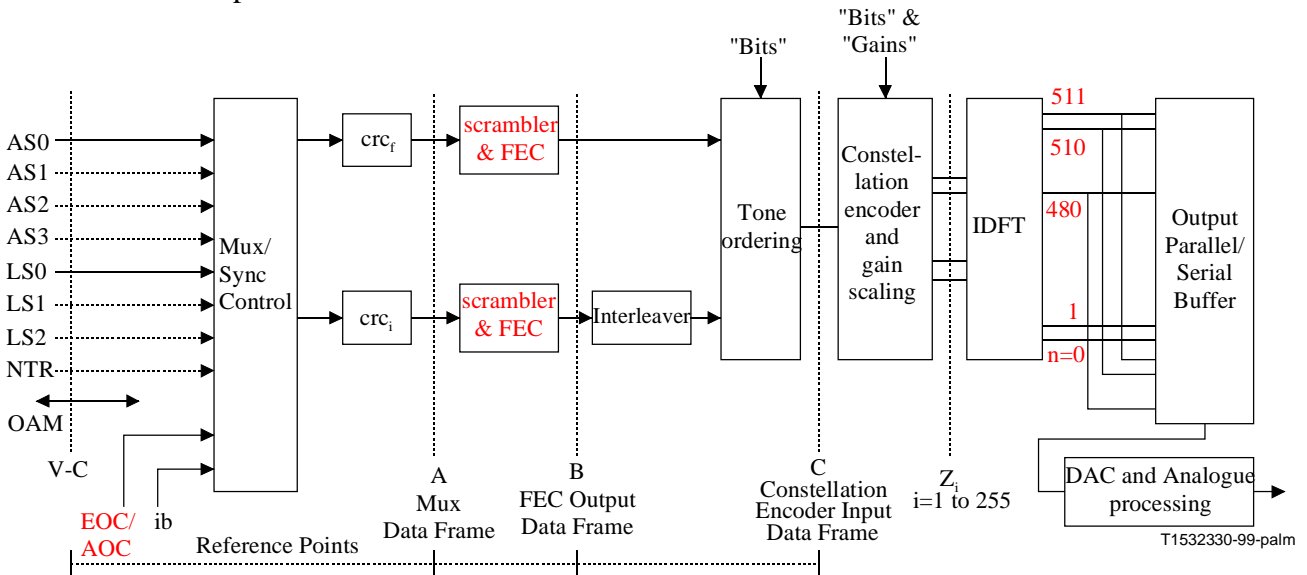 "Bits"
"Bits" &
"Gains"
AS0
AS1
AS2
AS3
LS0
LS1
LS2
NTR
OAM
V-C
EOC/
AOC
ib
Mux/
Sync
Control
crcf
crci
scrambler
& FEC
scrambler
& FEC
Interleaver
Tone
ordering
Constel-
lation
encoder
and
gain
scaling
IDFT
511
510
480
1
n=0
Output
Parallel/
Serial
Buffer
DAC and Analogue
processing
A
Mux
Data Frame
B
FEC Output
Data Frame
C
Constellation
Encoder Input
Data Frame
Zi
i=1 to 255
Reference Points
T1532330-99-palm